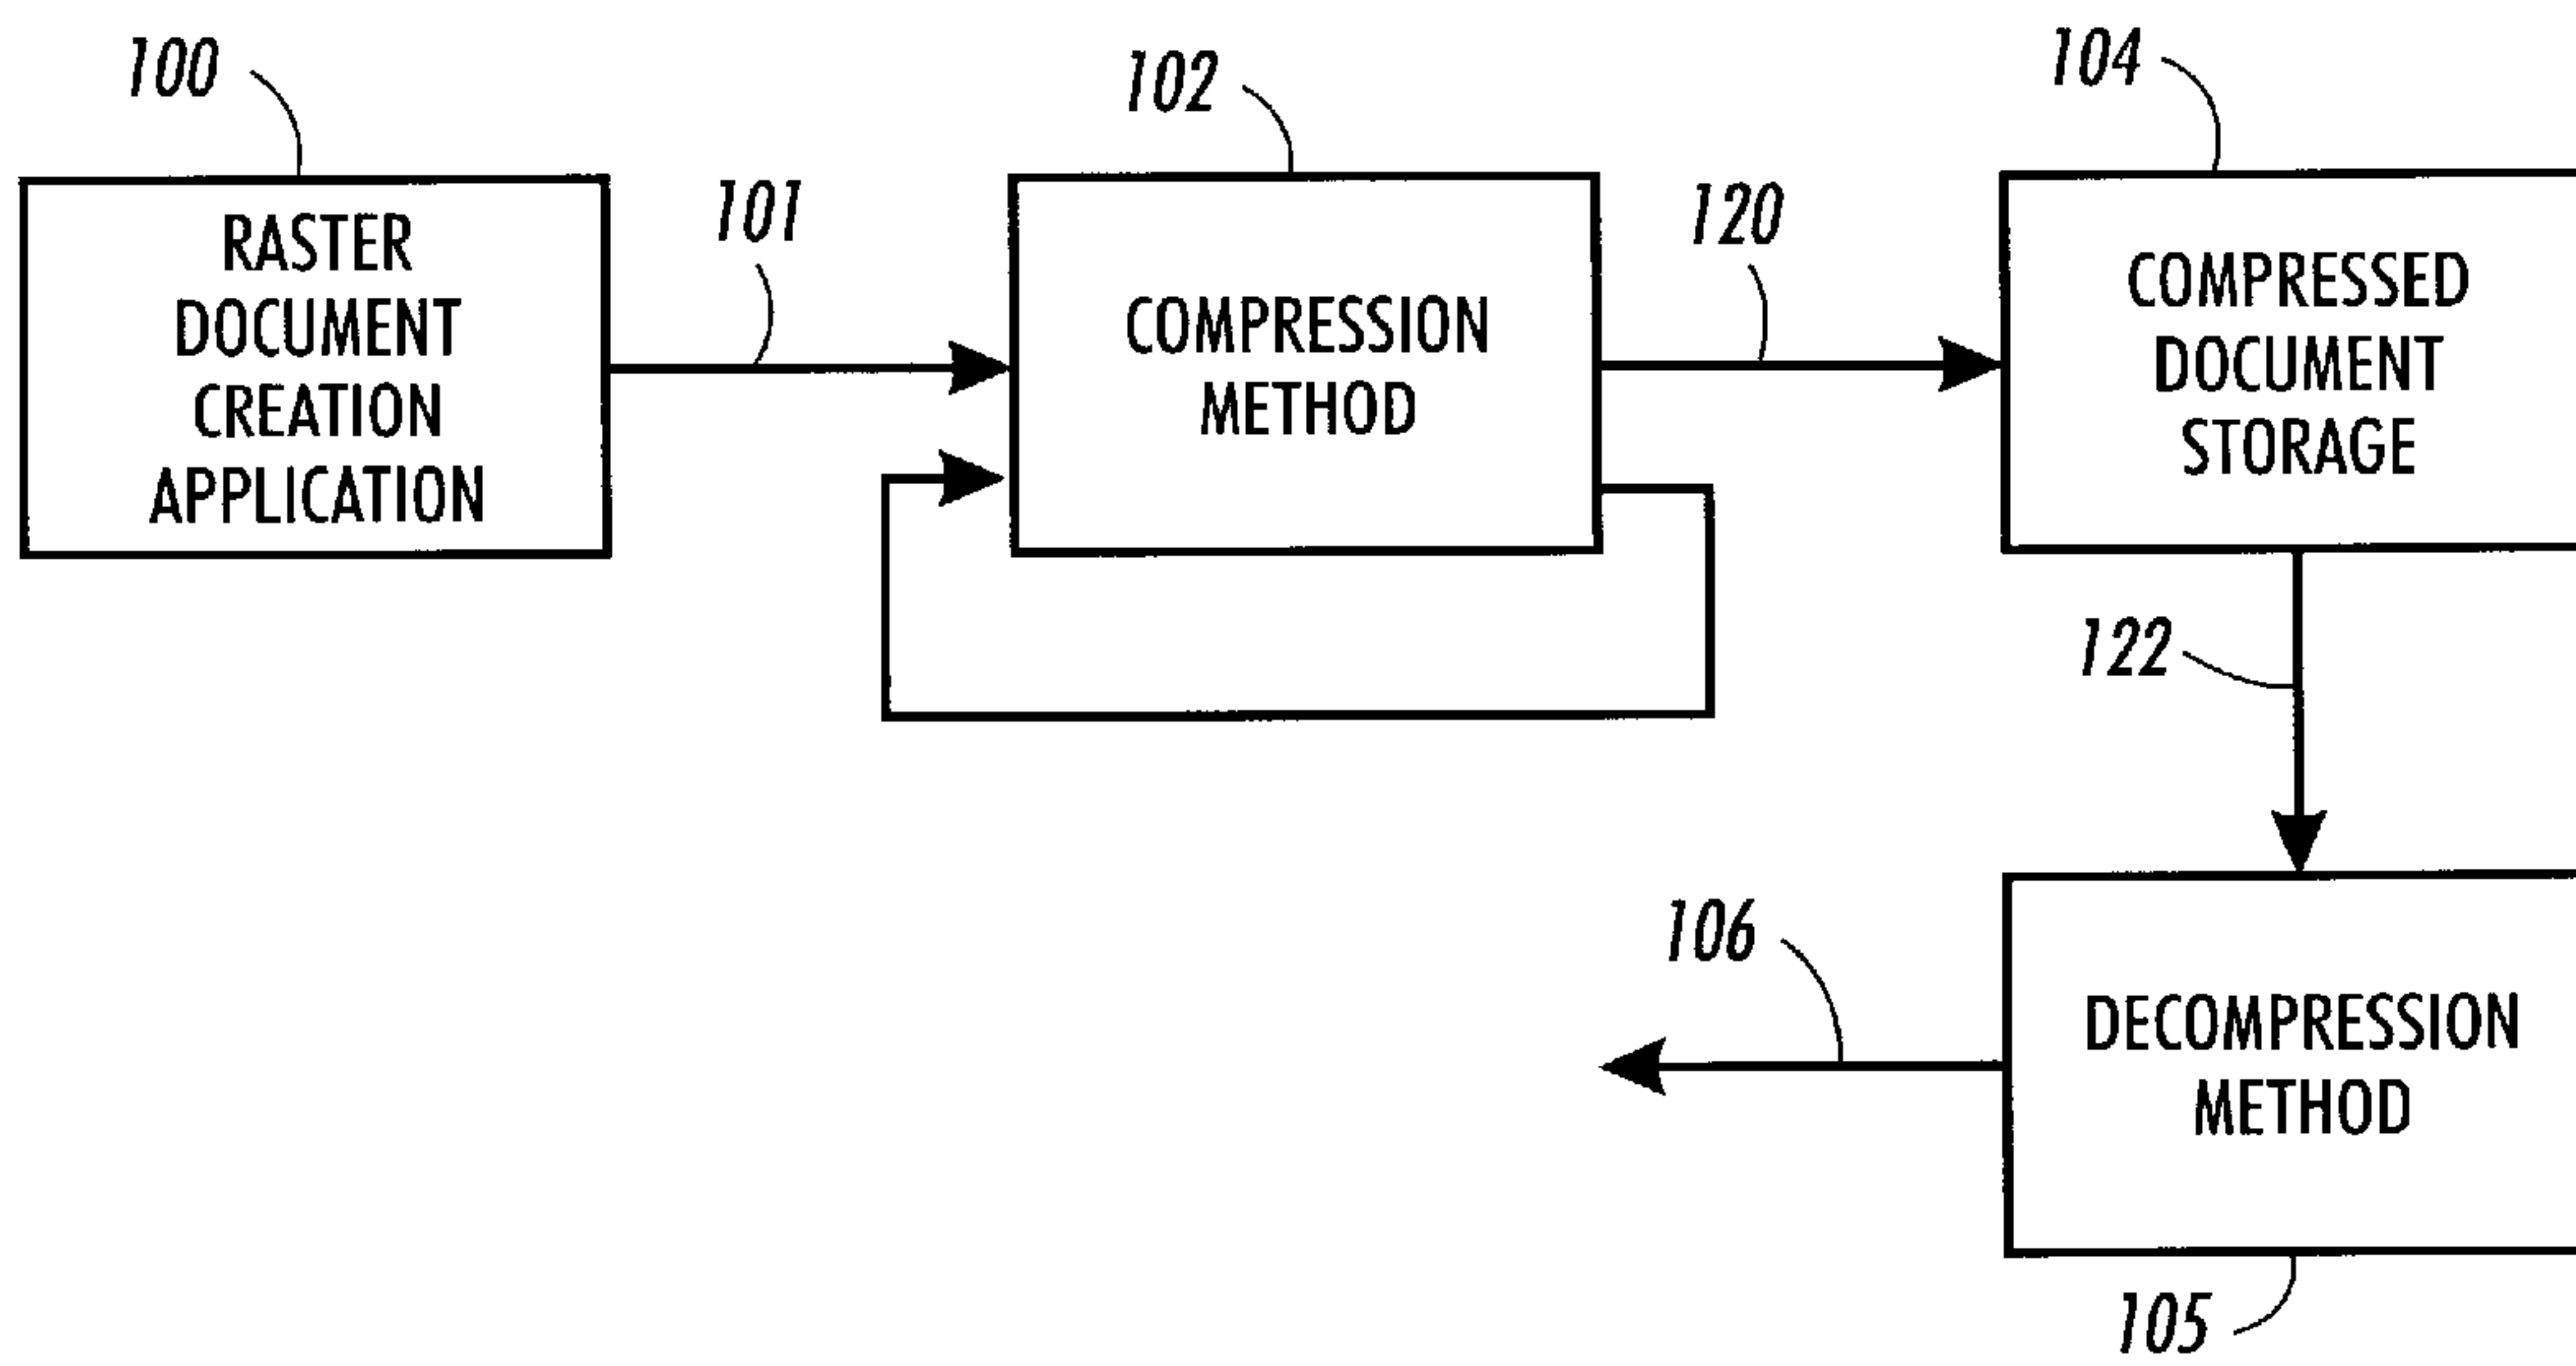 100
102
104
101
120
RASTER
DOCUMENT
CREATION
APPLICATION
COMPRESSION
METHOD
COMPRESSED
DOCUMENT
STORAGE
122
106
DECOMPRESSION
METHOD
105